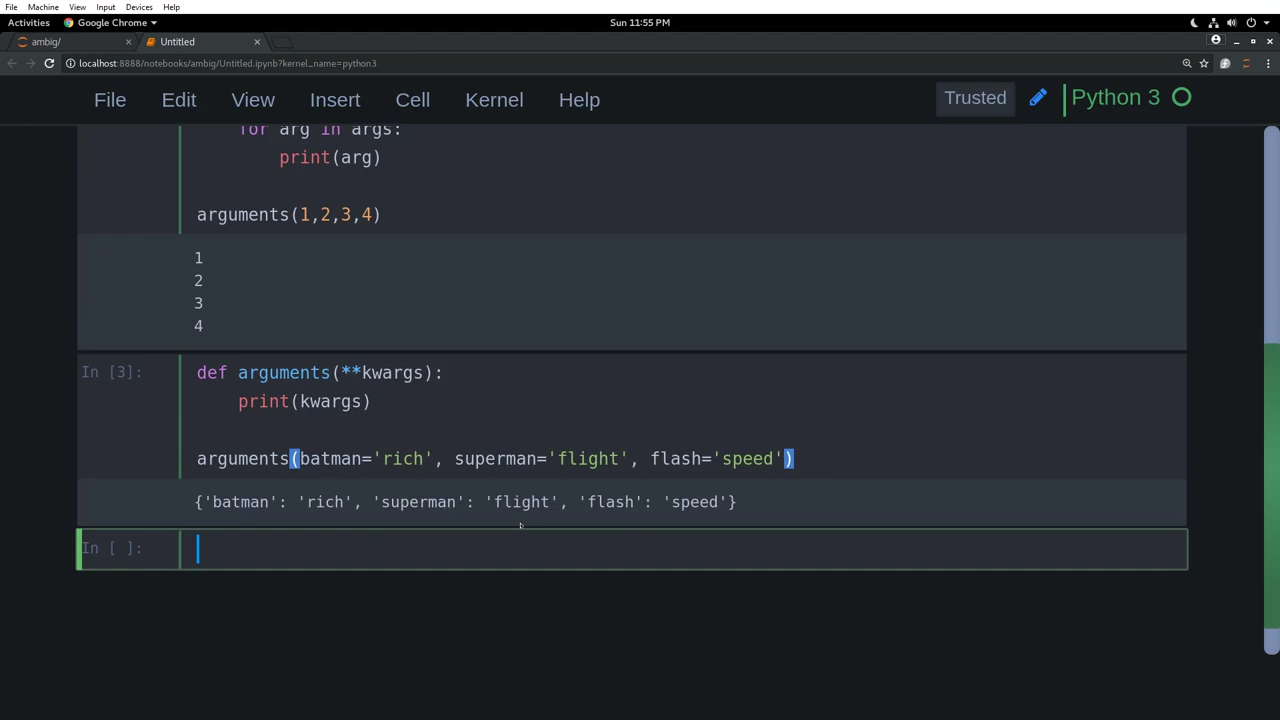 File Machine View Input Devices Help
Activities Google Chrome Sun 11:55 PM
ambig/ Untitled
localhost:8888/notebooks/ambig/Untitled.ipynb?kernel_name=python3
File Edit View Insert Cell Kernel Help Trusted Python 3
for arg in args:
print(arg)
arguments(1,2,3,4)
1
2
3
4
In [3]: def arguments(**kwargs):
print(kwargs)
arguments(batman='rich', superman='flight', flash='speed')
{'batman': 'rich', 'superman': 'flight', 'flash': 'speed'}
In [ ]: